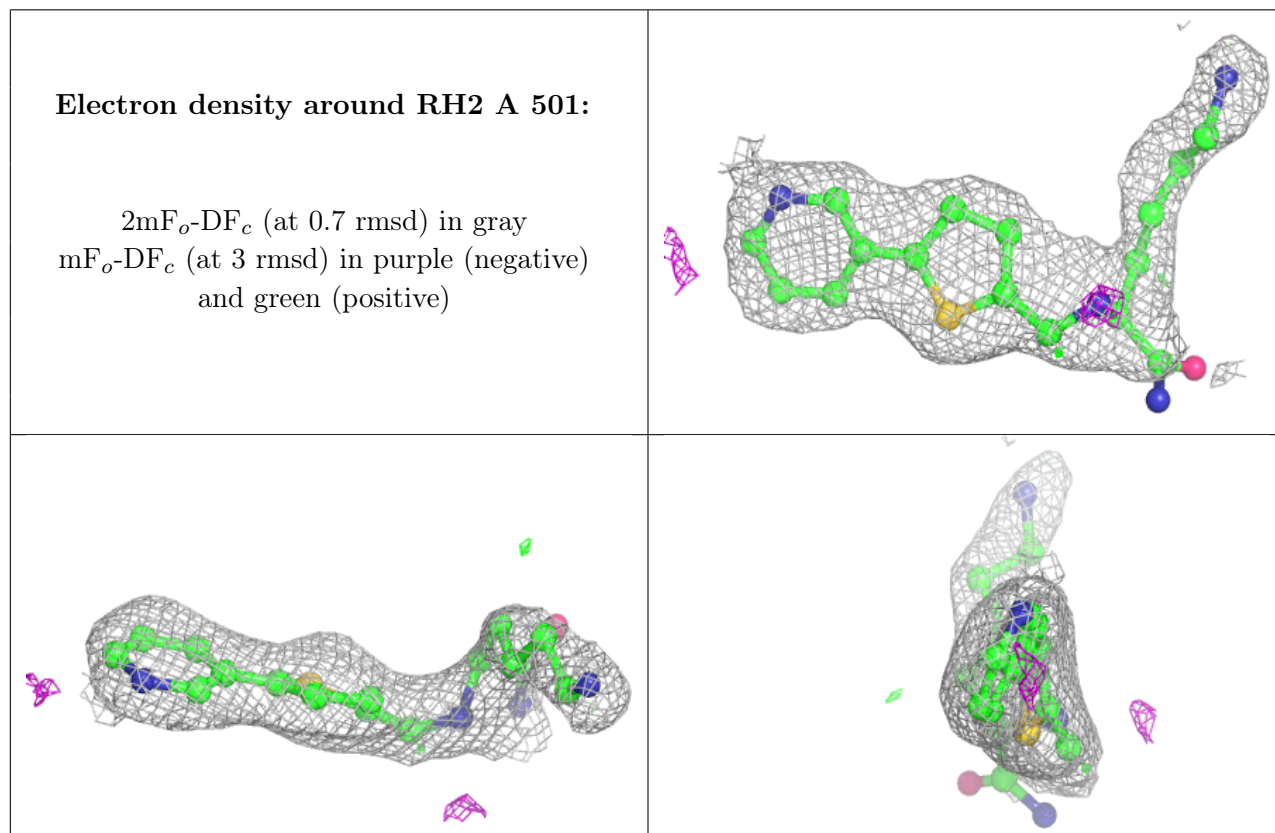 Electron density around RH2 A 501:
2mFo-DFc (at 0.7 rmsd) in gray
mFo-DFc (at 3 rmsd) in purple (negative)
and green (positive)